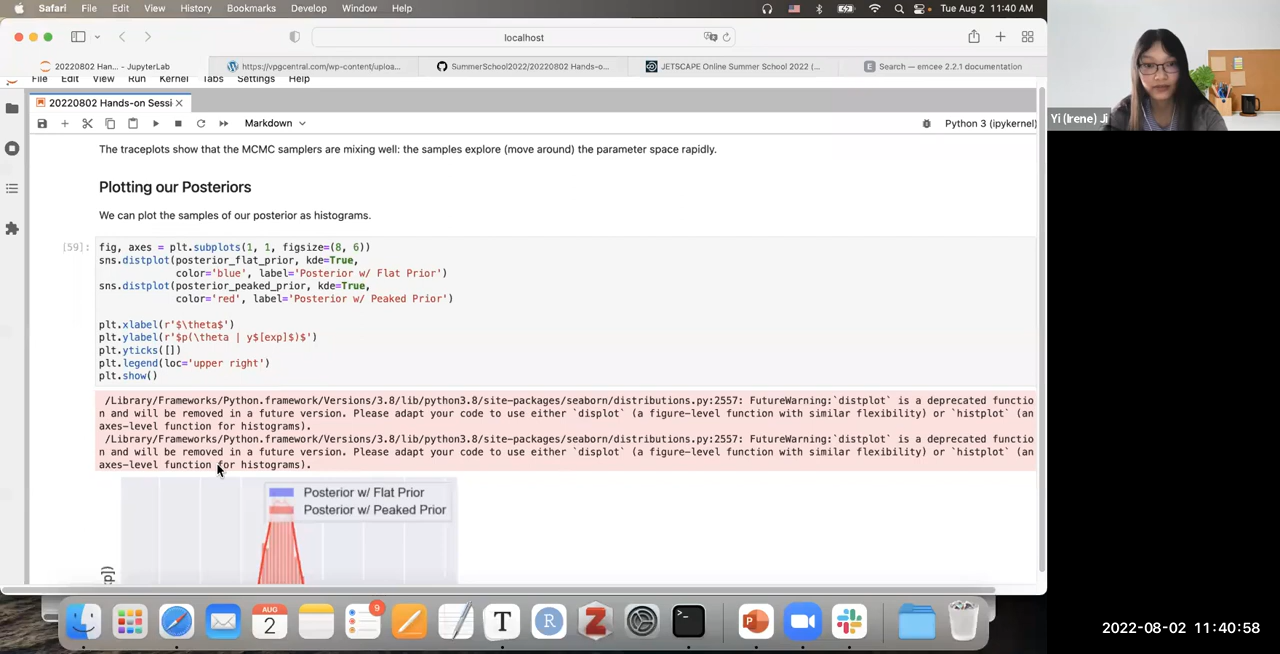 Safari File Edit View History Bookmarks Develop Window Help Tue Aug 2 11:40 AM
localhost
20220802 Han... - JupyterLab https://vpgcentral.com/wp-content/uploa... SummerSchool2022/20220802 Hands-o... JETSCAPE Online Summer School 2022 (... Search — emcee 2.2.1 documentation
File Edit View Run Kernel Tabs Settings Help
20220802 Hands-on Sessi
Markdown Python 3 (ipykernel)
The traceplots show that the MCMC samplers are mixing well: the samples explore (move around) the parameter space rapidly.
Plotting our Posteriors
We can plot the samples of our posterior as histograms.
[59]: fig, axes = plt.subplots(1, 1, figsize=(8, 6))
sns.distplot(posterior_flat_prior, kde=True,
color='blue', label='Posterior w/ Flat Prior')
sns.distplot(posterior_peaked_prior, kde=True,
color='red', label='Posterior w/ Peaked Prior')
plt.xlabel(r'$\theta$')
plt.ylabel(r'$p(\theta | y$[exp]$)$')
plt.yticks([])
plt.legend(loc='upper right')
plt.show()
/Library/Frameworks/Python.framework/Versions/3.8/lib/python3.8/site-packages/seaborn/distributions.py:2557: FutureWarning: `distplot` is a deprecated functio
n and will be removed in a future version. Please adapt your code to use either `displot` (a figure-level function with similar flexibility) or `histplot` (an
axes-level function for histograms).
/Library/Frameworks/Python.framework/Versions/3.8/lib/python3.8/site-packages/seaborn/distributions.py:2557: FutureWarning: `distplot` is a deprecated functio
n and will be removed in a future version. Please adapt your code to use either `displot` (a figure-level function with similar flexibility) or `histplot` (an
axes-level function for histograms).
Posterior w/ Flat Prior
Posterior w/ Peaked Prior
p])
AUG
2
9
T
R
Z
Yi (Irene) Ji
2022-08-02 11:40:58